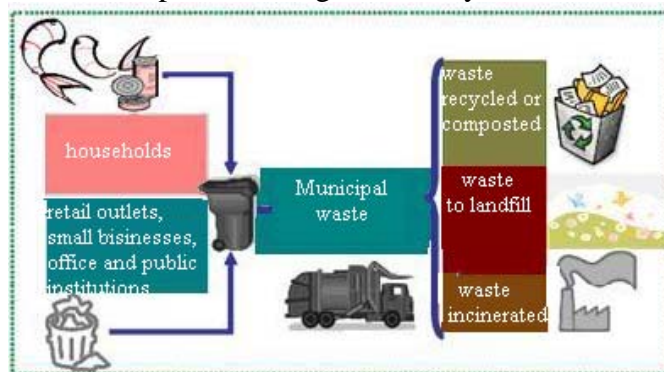 households
retail outlets,
small bisinesses,
office and public
institutions
Municipal
waste
waste
recycled or
composted
waste
to landfill
waste
incinerated